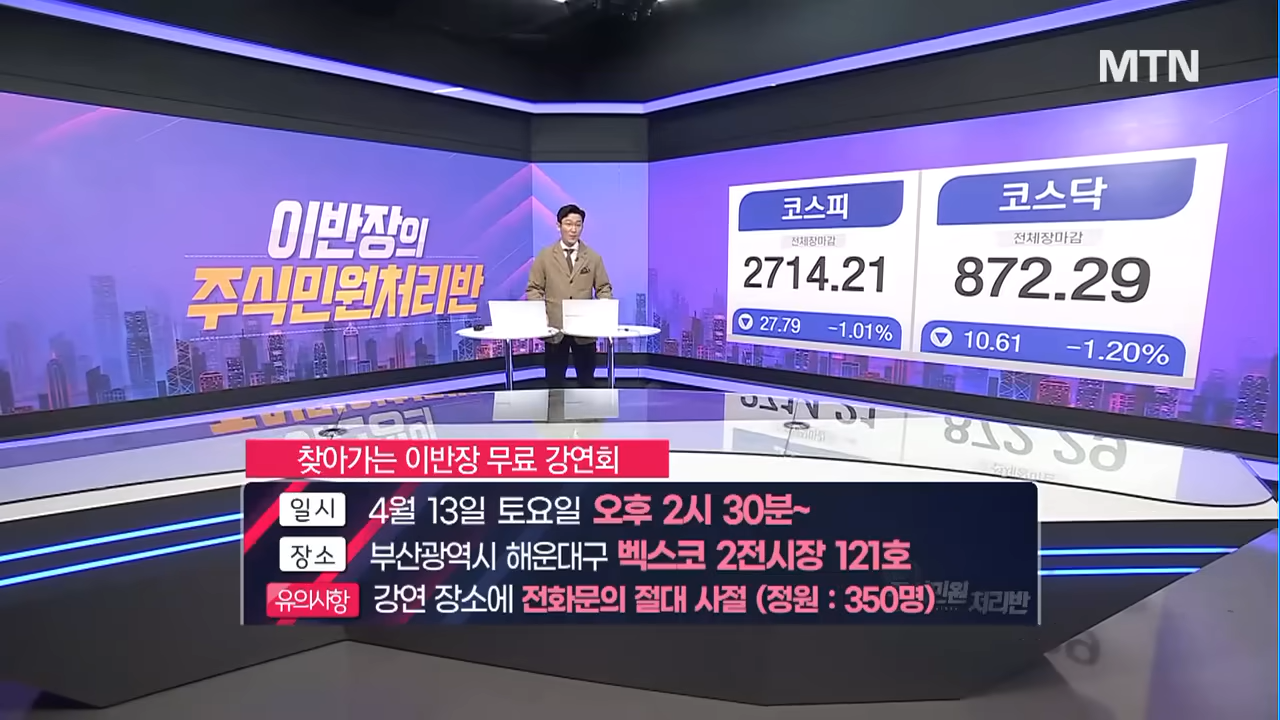 MTN
이반장의
주식민원처리반
코스피
전체장마감
2714.21
▼ 27.79 -1.01%
코스닥
전체장마감
872.29
▼ 10.61 -1.20%
찾아가는 이반장 무료 강연회
일시 4월 13일 토요일 오후 2시 30분~
장소 부산광역시 해운대구 벡스코 2전시장 121호
유의사항 강연 장소에 전화문의 절대 사절 (정원 : 350명)
처리반